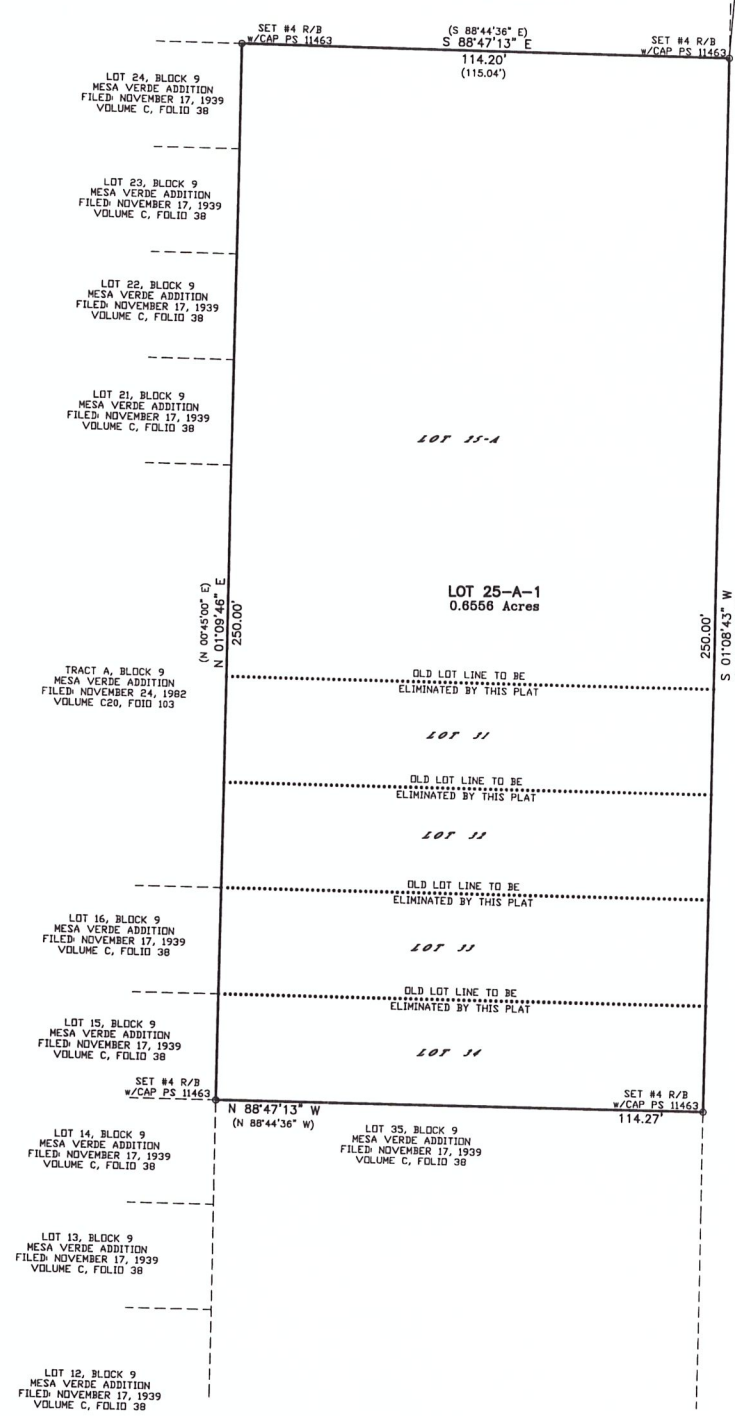 (S 88°44'36" E)
SET #4 R/B
w/CAP PS 11463
S 88°47'13" E
SET #4 R/B
w/CAP PS 11463
114.20'
(115.04')
LOT 24, BLOCK 9
MESA VERDE ADDITION
FILED: NOVEMBER 17, 1939
VOLUME C, FOLIO 38
LOT 23, BLOCK 9
MESA VERDE ADDITION
FILED: NOVEMBER 17, 1939
VOLUME C, FOLIO 38
LOT 22, BLOCK 9
MESA VERDE ADDITION
FILED: NOVEMBER 17, 1939
VOLUME C, FOLIO 38
LOT 21, BLOCK 9
MESA VERDE ADDITION
FILED: NOVEMBER 17, 1939
VOLUME C, FOLIO 38
LOT 25-A
(N 00°45'00" E)
N 01°09'46" E
250.00'
LOT 25-A-1
0.6556 Acres
250.00'
S 01°08'43" W
TRACT A, BLOCK 9
MESA VERDE ADDITION
FILED: NOVEMBER 24, 1982
VOLUME C20, FOIO 103
OLD LOT LINE TO BE
ELIMINATED BY THIS PLAT
LOT 31
OLD LOT LINE TO BE
ELIMINATED BY THIS PLAT
LOT 32
OLD LOT LINE TO BE
ELIMINATED BY THIS PLAT
LOT 16, BLOCK 9
MESA VERDE ADDITION
FILED: NOVEMBER 17, 1939
VOLUME C, FOLIO 38
LOT 33
OLD LOT LINE TO BE
ELIMINATED BY THIS PLAT
LOT 15, BLOCK 9
MESA VERDE ADDITION
FILED: NOVEMBER 17, 1939
VOLUME C, FOLIO 38
LOT 34
SET #4 R/B
w/CAP PS 11463
SET #4 R/B
w/CAP PS 11463
N 88°47'13" W
(N 88°44'36" W)
114.27'
LOT 14, BLOCK 9
MESA VERDE ADDITION
FILED: NOVEMBER 17, 1939
VOLUME C, FOLIO 38
LOT 35, BLOCK 9
MESA VERDE ADDITION
FILED: NOVEMBER 17, 1939
VOLUME C, FOLIO 38
LOT 13, BLOCK 9
MESA VERDE ADDITION
FILED: NOVEMBER 17, 1939
VOLUME C, FOLIO 38
LOT 12, BLOCK 9
MESA VERDE ADDITION
FILED: NOVEMBER 17, 1939
VOLUME C, FOLIO 38